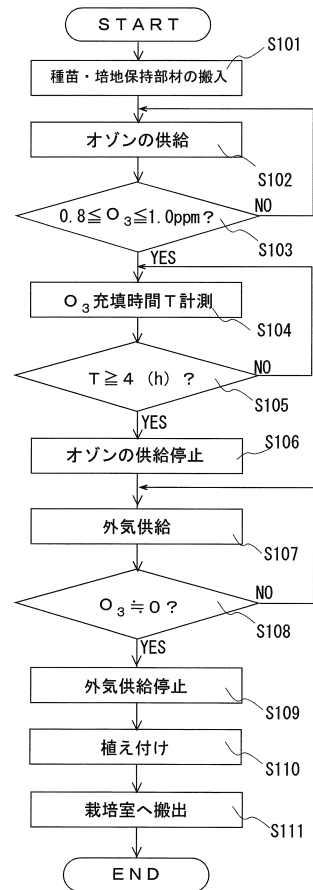 START
S101
種苗・培地保持部材の搬入
オゾンの供給
S102
0.8≦O₃≦1.0ppm?
NO
S103
YES
O₃充填時間T計測
S104
T≧4 (h) ?
NO
S105
YES
S106
オゾンの供給停止
外気供給
S107
O₃≒0?
NO
S108
YES
外気供給停止
S109
植え付け
S110
栽培室へ搬出
S111
END